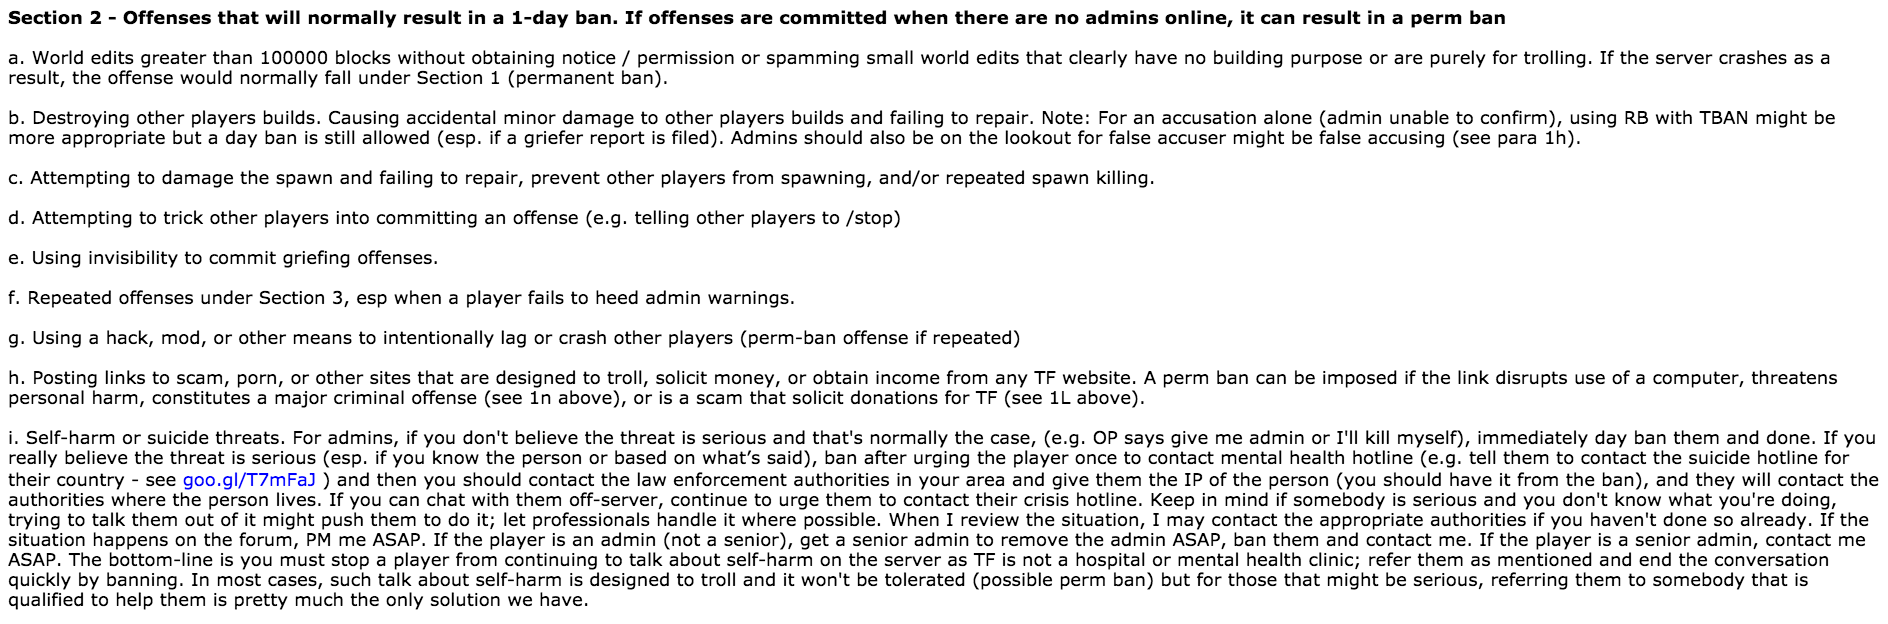 Section 2 - Offenses that will normally result in a 1-day ban. If offenses are committed when there are no admins online, it can result in a perm ban
a. World edits greater than 100000 blocks without obtaining notice / permission or spamming small world edits that clearly have no building purpose or are purely for trolling. If the server crashes as a
result, the offense would normally fall under Section 1 (permanent ban).
b. Destroying other players builds. Causing accidental minor damage to other players builds and failing to repair. Note: For an accusation alone (admin unable to confirm), using RB with TBAN might be
more appropriate but a day ban is still allowed (esp. if a griefer report is filed). Admins should also be on the lookout for false accuser might be false accusing (see para 1h).
c. Attempting to damage the spawn and failing to repair, prevent other players from spawning, and/or repeated spawn killing.
d. Attempting to trick other players into committing an offense (e.g. telling other players to /stop)
e. Using invisibility to commit griefing offenses.
f. Repeated offenses under Section 3, esp when a player fails to heed admin warnings.
g. Using a hack, mod, or other means to intentionally lag or crash other players (perm-ban offense if repeated)
h. Posting links to scam, porn, or other sites that are designed to troll, solicit money, or obtain income from any TF website. A perm ban can be imposed if the link disrupts use of a computer, threatens
personal harm, constitutes a major criminal offense (see 1n above), or is a scam that solicit donations for TF (see 1L above).
i. Self-harm or suicide threats. For admins, if you don't believe the threat is serious and that's normally the case, (e.g. OP says give me admin or I'll kill myself), immediately day ban them and done. If you
really believe the threat is serious (esp. if you know the person or based on what’s said), ban after urging the player once to contact mental health hotline (e.g. tell them to contact the suicide hotline for
their country - see goo.gl/T7mFaJ ) and then you should contact the law enforcement authorities in your area and give them the IP of the person (you should have it from the ban), and they will contact the
authorities where the person lives. If you can chat with them off-server, continue to urge them to contact their crisis hotline. Keep in mind if somebody is serious and you don't know what you're doing,
trying to talk them out of it might push them to do it; let professionals handle it where possible. When I review the situation, I may contact the appropriate authorities if you haven't done so already. If the
situation happens on the forum, PM me ASAP. If the player is an admin (not a senior), get a senior admin to remove the admin ASAP, ban them and contact me. If the player is a senior admin, contact me
ASAP. The bottom-line is you must stop a player from continuing to talk about self-harm on the server as TF is not a hospital or mental health clinic; refer them as mentioned and end the conversation
quickly by banning. In most cases, such talk about self-harm is designed to troll and it won't be tolerated (possible perm ban) but for those that might be serious, referring them to somebody that is
qualified to help them is pretty much the only solution we have.